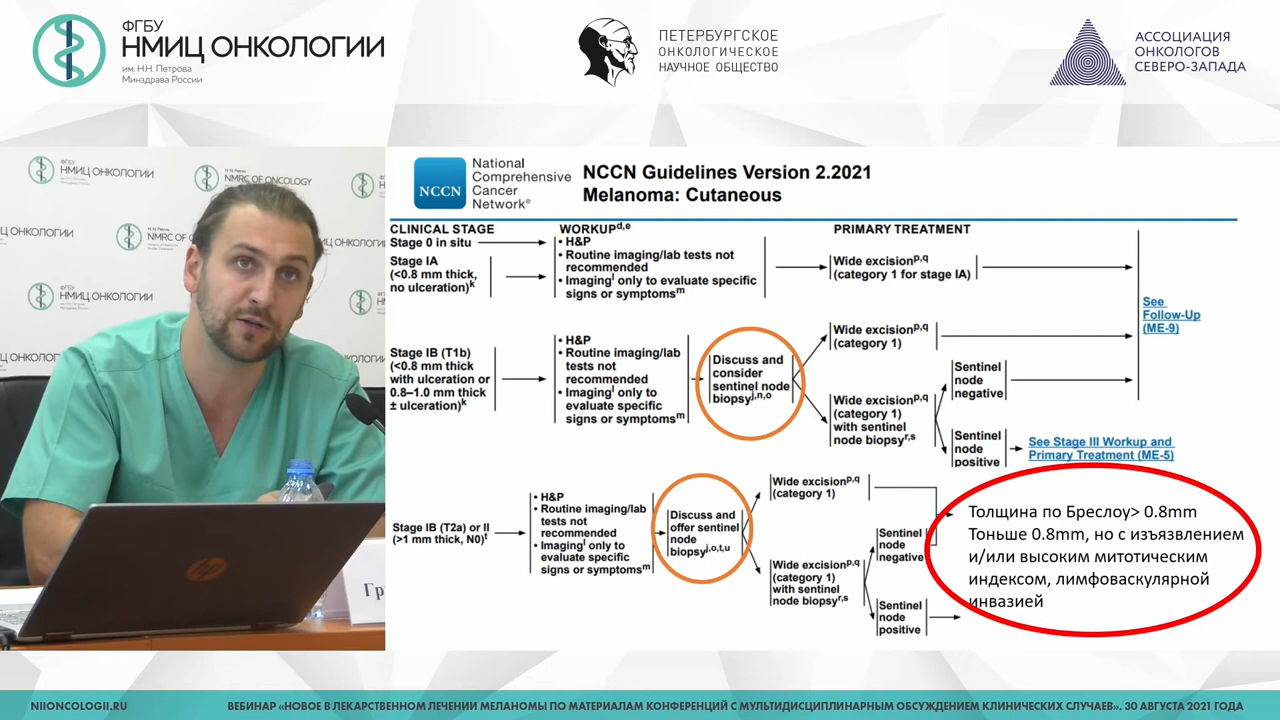 ФГБУ
НМИЦ ОНКОЛОГИИ
им. Н.Н. Петрова
Минздрава России
ПЕТЕРБУРГСКОЕ
ОНКОЛОГИЧЕСКОЕ
НАУЧНОЕ ОБЩЕСТВО
АССОЦИАЦИЯ
ОНКОЛОГОВ
СЕВЕРО-ЗАПАДА
ФГБУ
НМИЦ ОНКОЛОГИИ
N.N. Petrov
NMRC OF ONCOLOGY
НМИЦ ОНКОЛОГИИ
hp
Гр
NCCN
National
Comprehensive
Cancer
Network®
NCCN Guidelines Version 2.2021
Melanoma: Cutaneous
CLINICAL STAGE
WORKUPd,e
PRIMARY TREATMENT
Stage 0 in situ
Stage IA
(<0.8 mm thick,
no ulceration)k
• H&P
• Routine imaging/lab tests not
recommended
• Imagingl only to evaluate specific
signs or symptomsm
Wide excisionp,q
(category 1 for stage IA)
See
Follow-Up
(ME-9)
Stage IB (T1b)
(<0.8 mm thick
with ulceration or
0.8–1.0 mm thick
± ulceration)k
• H&P
• Routine imaging/lab
tests not
recommended
• Imagingl only to
evaluate specific
signs or symptomsm
Discuss and
consider
sentinel node
biopsyj,n,o
Wide excisionp,q
(category 1)
Wide excisionp,q
(category 1)
with sentinel
node biopsyr,s
Sentinel
node
negative
Sentinel
node
positive
See Stage III Workup and
Primary Treatment (ME-5)
Stage IB (T2a) or II
(>1 mm thick, N0)t
• H&P
• Routine imaging/lab
tests not
recommended
• Imagingl only to
evaluate specific
signs or symptomsm
Discuss and
offer sentinel
node
biopsyj,o,t,u
Wide excisionp,q
(category 1)
Wide excisionp,q
(category 1)
with sentinel
node biopsyr,s
Sentinel
node
negative
Sentinel
node
positive
Толщина по Бреслоу> 0.8mm
Тоньше 0.8mm, но с изъязвлением
и/или высоким митотическим
индексом, лимфоваскулярной
инвазией
NIIONCOLOGII.RU
ВЕБИНАР «НОВОЕ В ЛЕКАРСТВЕННОМ ЛЕЧЕНИИ МЕЛАНОМЫ ПО МАТЕРИАЛАМ КОНФЕРЕНЦИЙ С МУЛЬТИДИСЦИПЛИНАРНЫМ ОБСУЖДЕНИЕМ КЛИНИЧЕСКИХ СЛУЧАЕВ». 30 АВГУСТА 2021 ГОДА